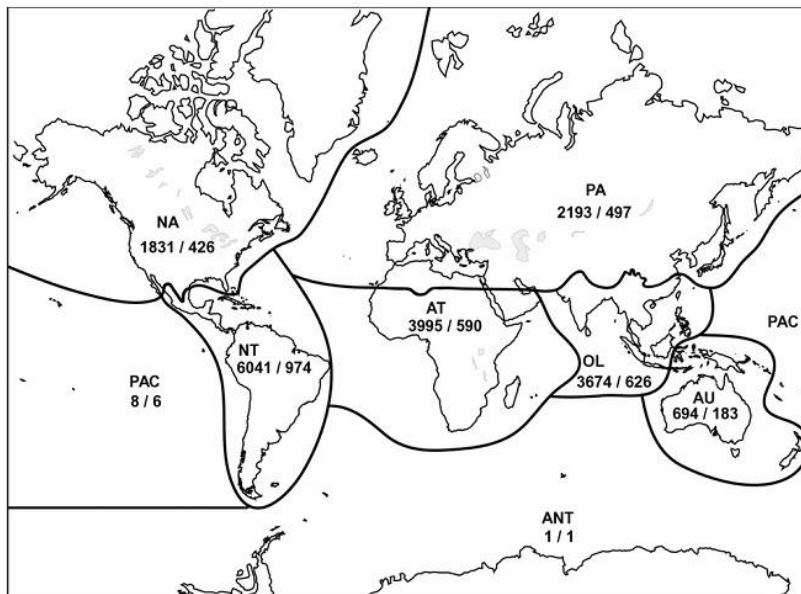 PA
2193 / 497
NA
1831 / 426
AT
3995 / 590
PAC
NT
6041 / 974
OL
3674 / 626
PAC
8 / 6
AU
694 / 183
ANT
1 / 1